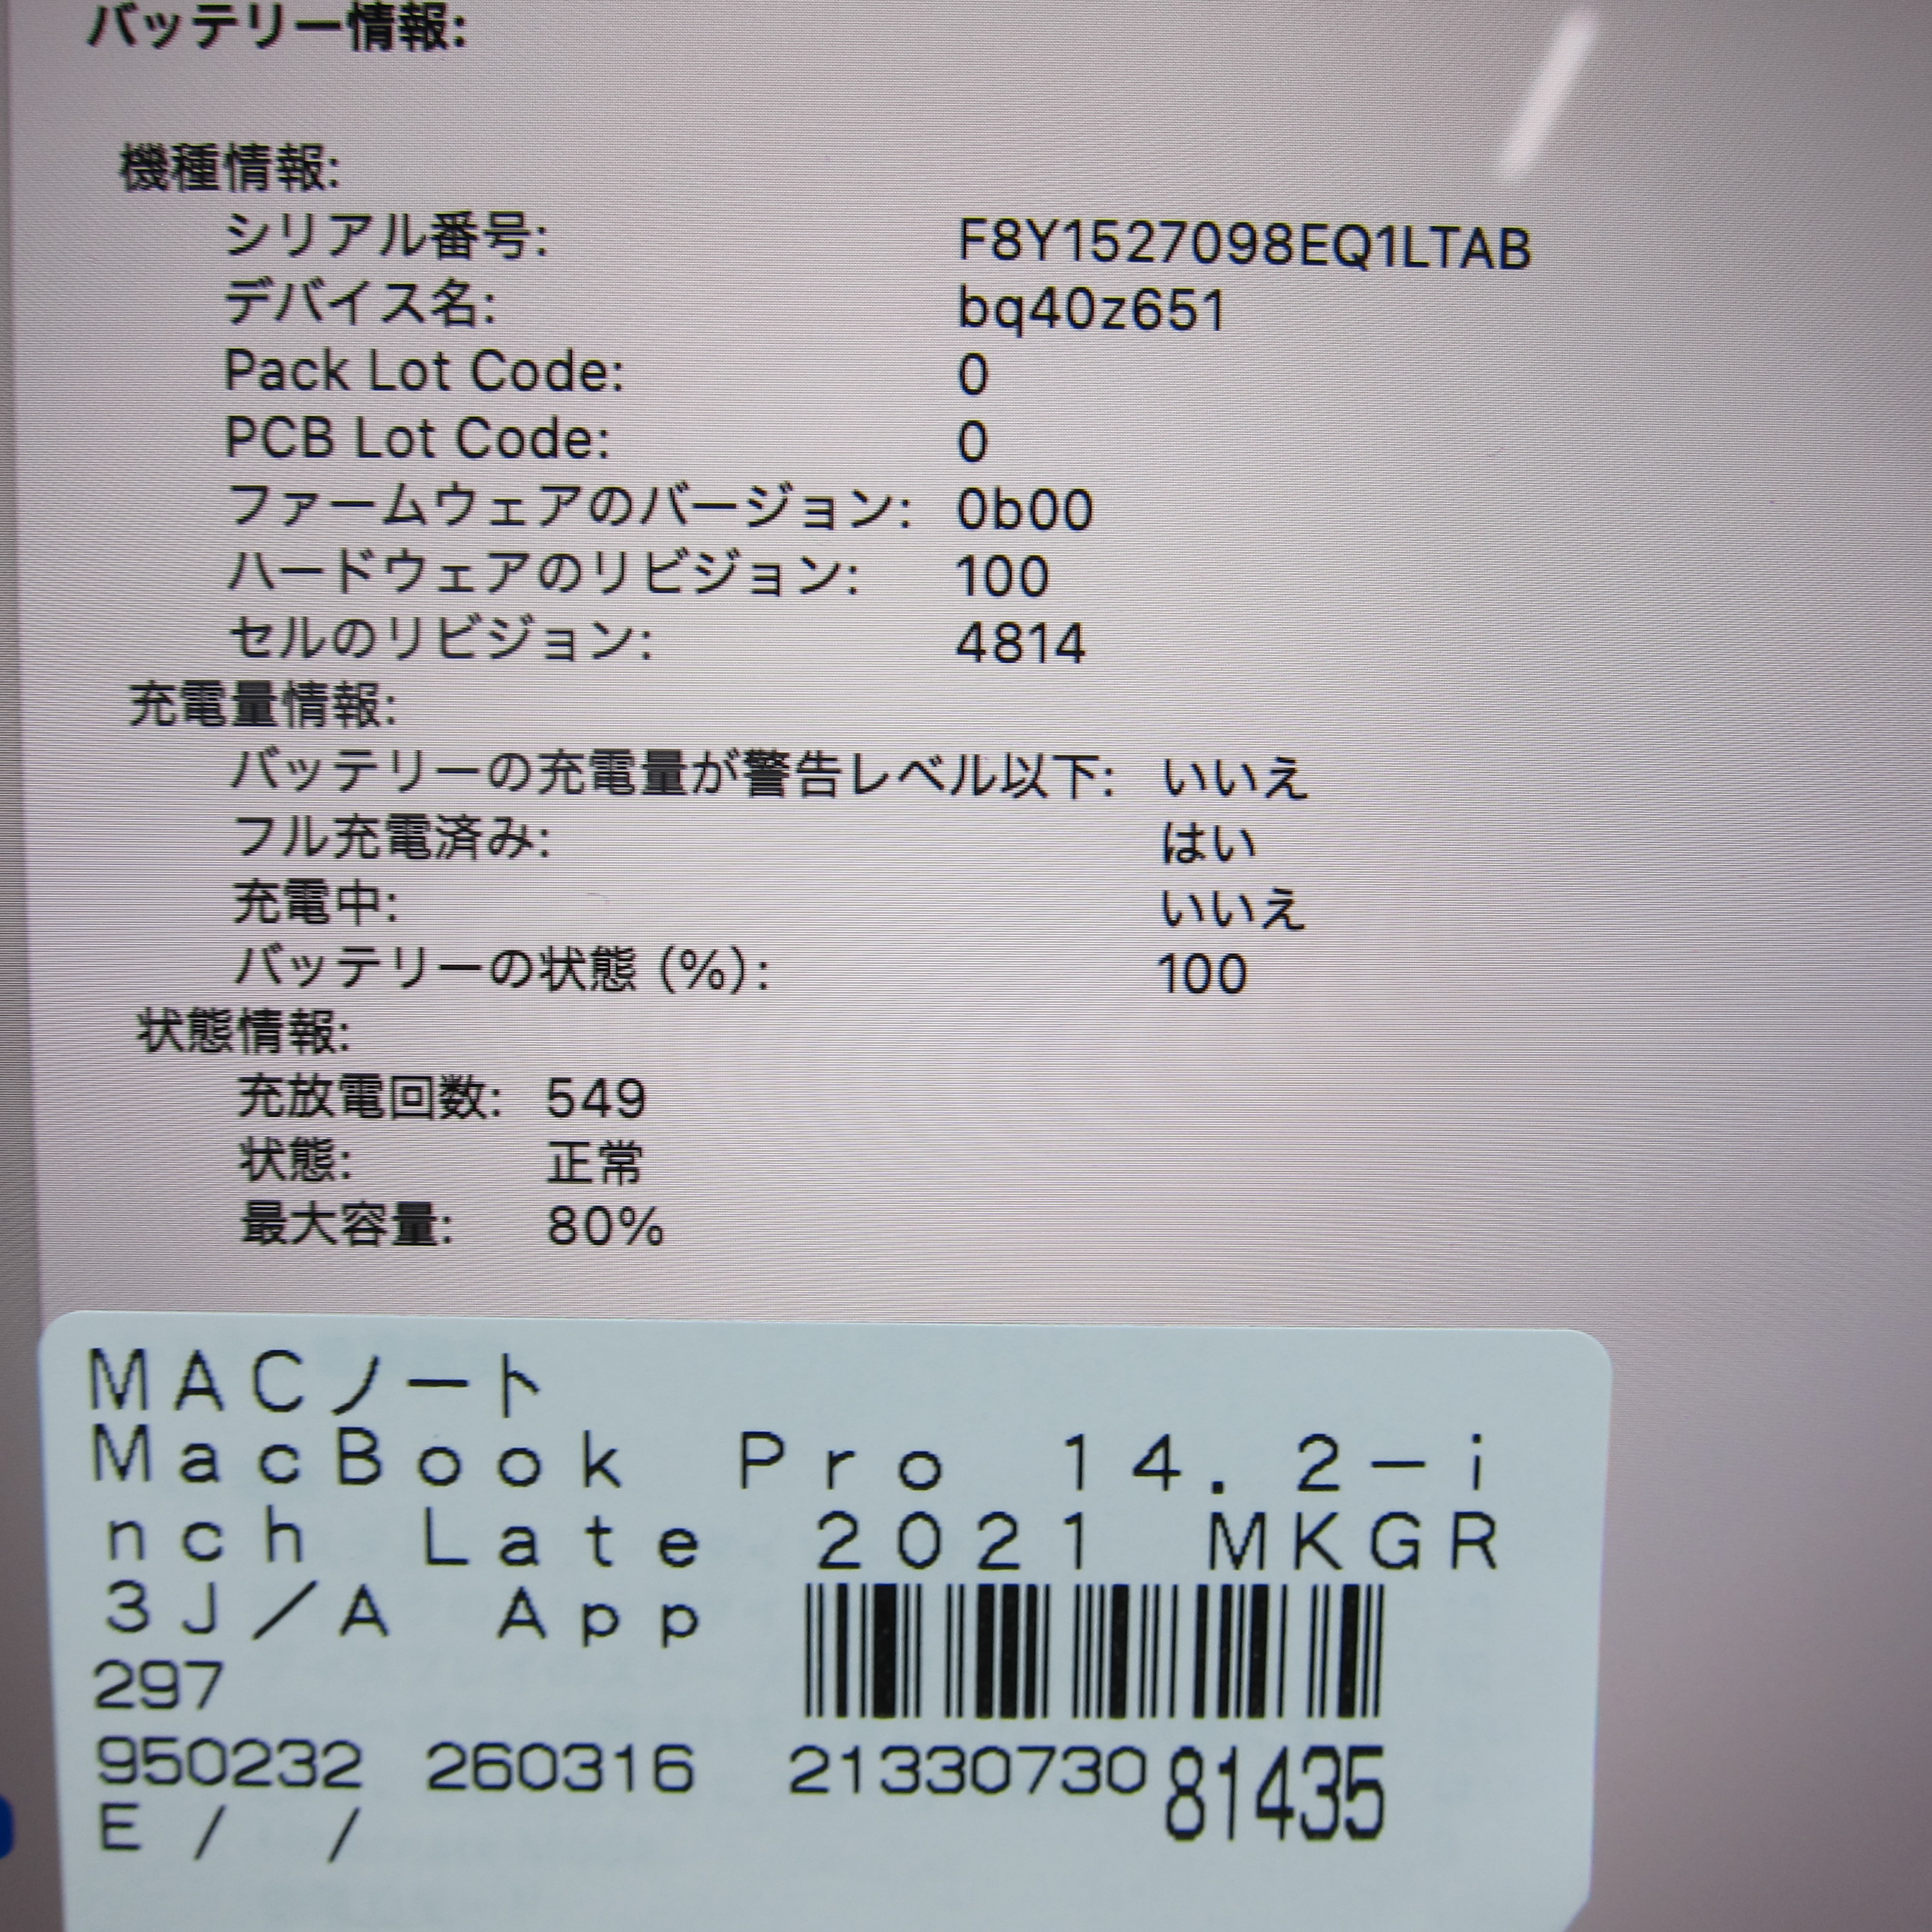 バッテリー情報:
機種情報:
シリアル番号: F8Y1527098EQ1LTAB
デバイス名: bq40z651
Pack Lot Code: 0
PCB Lot Code: 0
ファームウェアのバージョン: 0b00
ハードウェアのリビジョン: 100
セルのリビジョン: 4814
充電量情報:
バッテリーの充電量が警告レベル以下: いいえ
フル充電済み: はい
充電中: いいえ
バッテリーの状態 (%): 100
状態情報:
充放電回数: 549
状態: 正常
最大容量: 80%
MACノート
MacBook Pro 14.2-i
nch Late 2021 MKGR
3J/A App
297
950232 260316 2133073081435
E / /